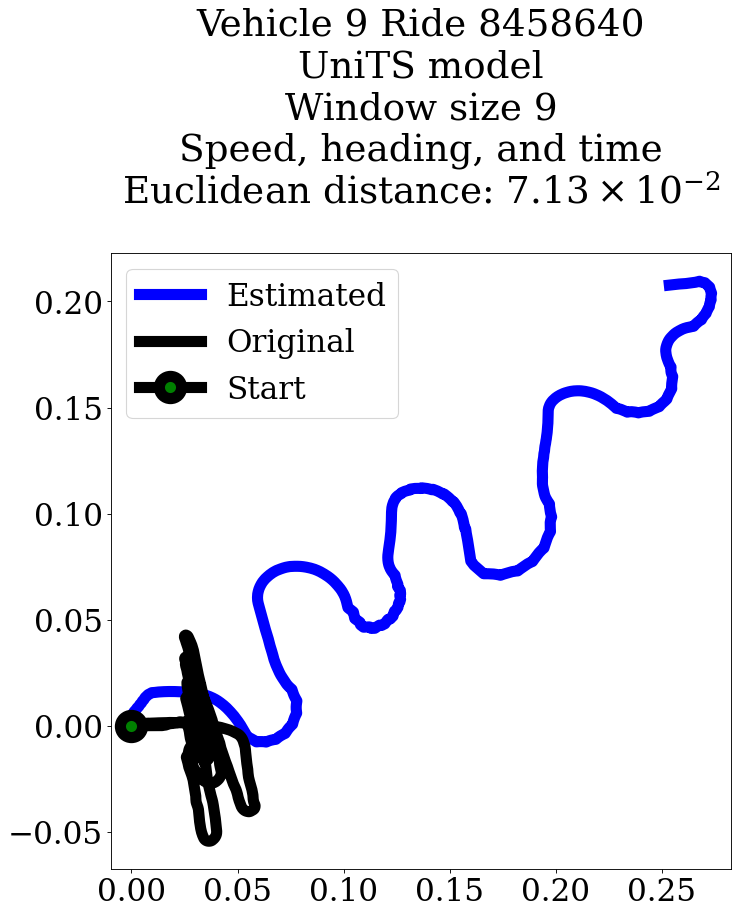 Vehicle 9 Ride 8458640
UniTS model
Window size 9
Speed, heading, and time
Euclidean distance: 7.13 × 10⁻²
Estimated
Original
Start
0.20
0.15
0.10
0.05
0.00
−0.05
0.00 0.05 0.10 0.15 0.20 0.25